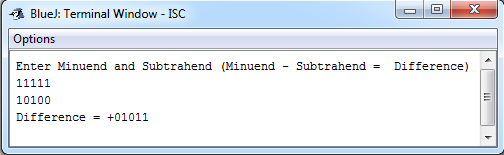 BlueJ: Terminal Window - ISC
Options
Enter Minuend and Subtrahend (Minuend - Subtrahend =  Difference)
11111
10100
Difference = +01011